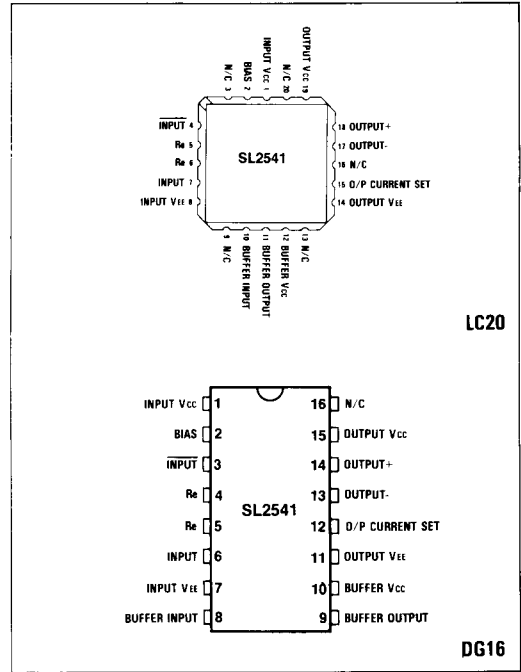 N/C 3
BIAS 2
INPUT Vcc 1
N/C 20
OUTPUT Vcc 19
INPUT 4
Re 5
Re 6
INPUT 7
INPUT VEE 8
SL2541
18 OUTPUT+
17 OUTPUT-
16 N/C
15 O/P CURRENT SET
14 OUTPUT VEE
9 N/C
10 BUFFER INPUT
11 BUFFER OUTPUT
12 BUFFER Vcc
13 N/C
LC20
INPUT Vcc 1
BIAS 2
INPUT 3
Re 4
Re 5
INPUT 6
INPUT VEE 7
BUFFER INPUT 8
SL2541
16 N/C
15 OUTPUT Vcc
14 OUTPUT+
13 OUTPUT-
12 O/P CURRENT SET
11 OUTPUT VEE
10 BUFFER Vcc
9 BUFFER OUTPUT
DG16